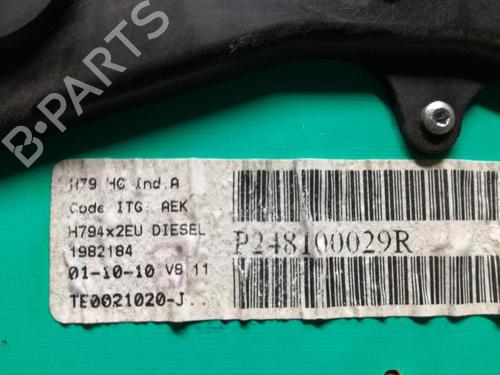 B-PARTS
H79 HC Ind.A
Code ITG: AEK
H794x2EU DIESEL
1982184
01-10-10 V8.11
TE0021020-J..
P248100029R